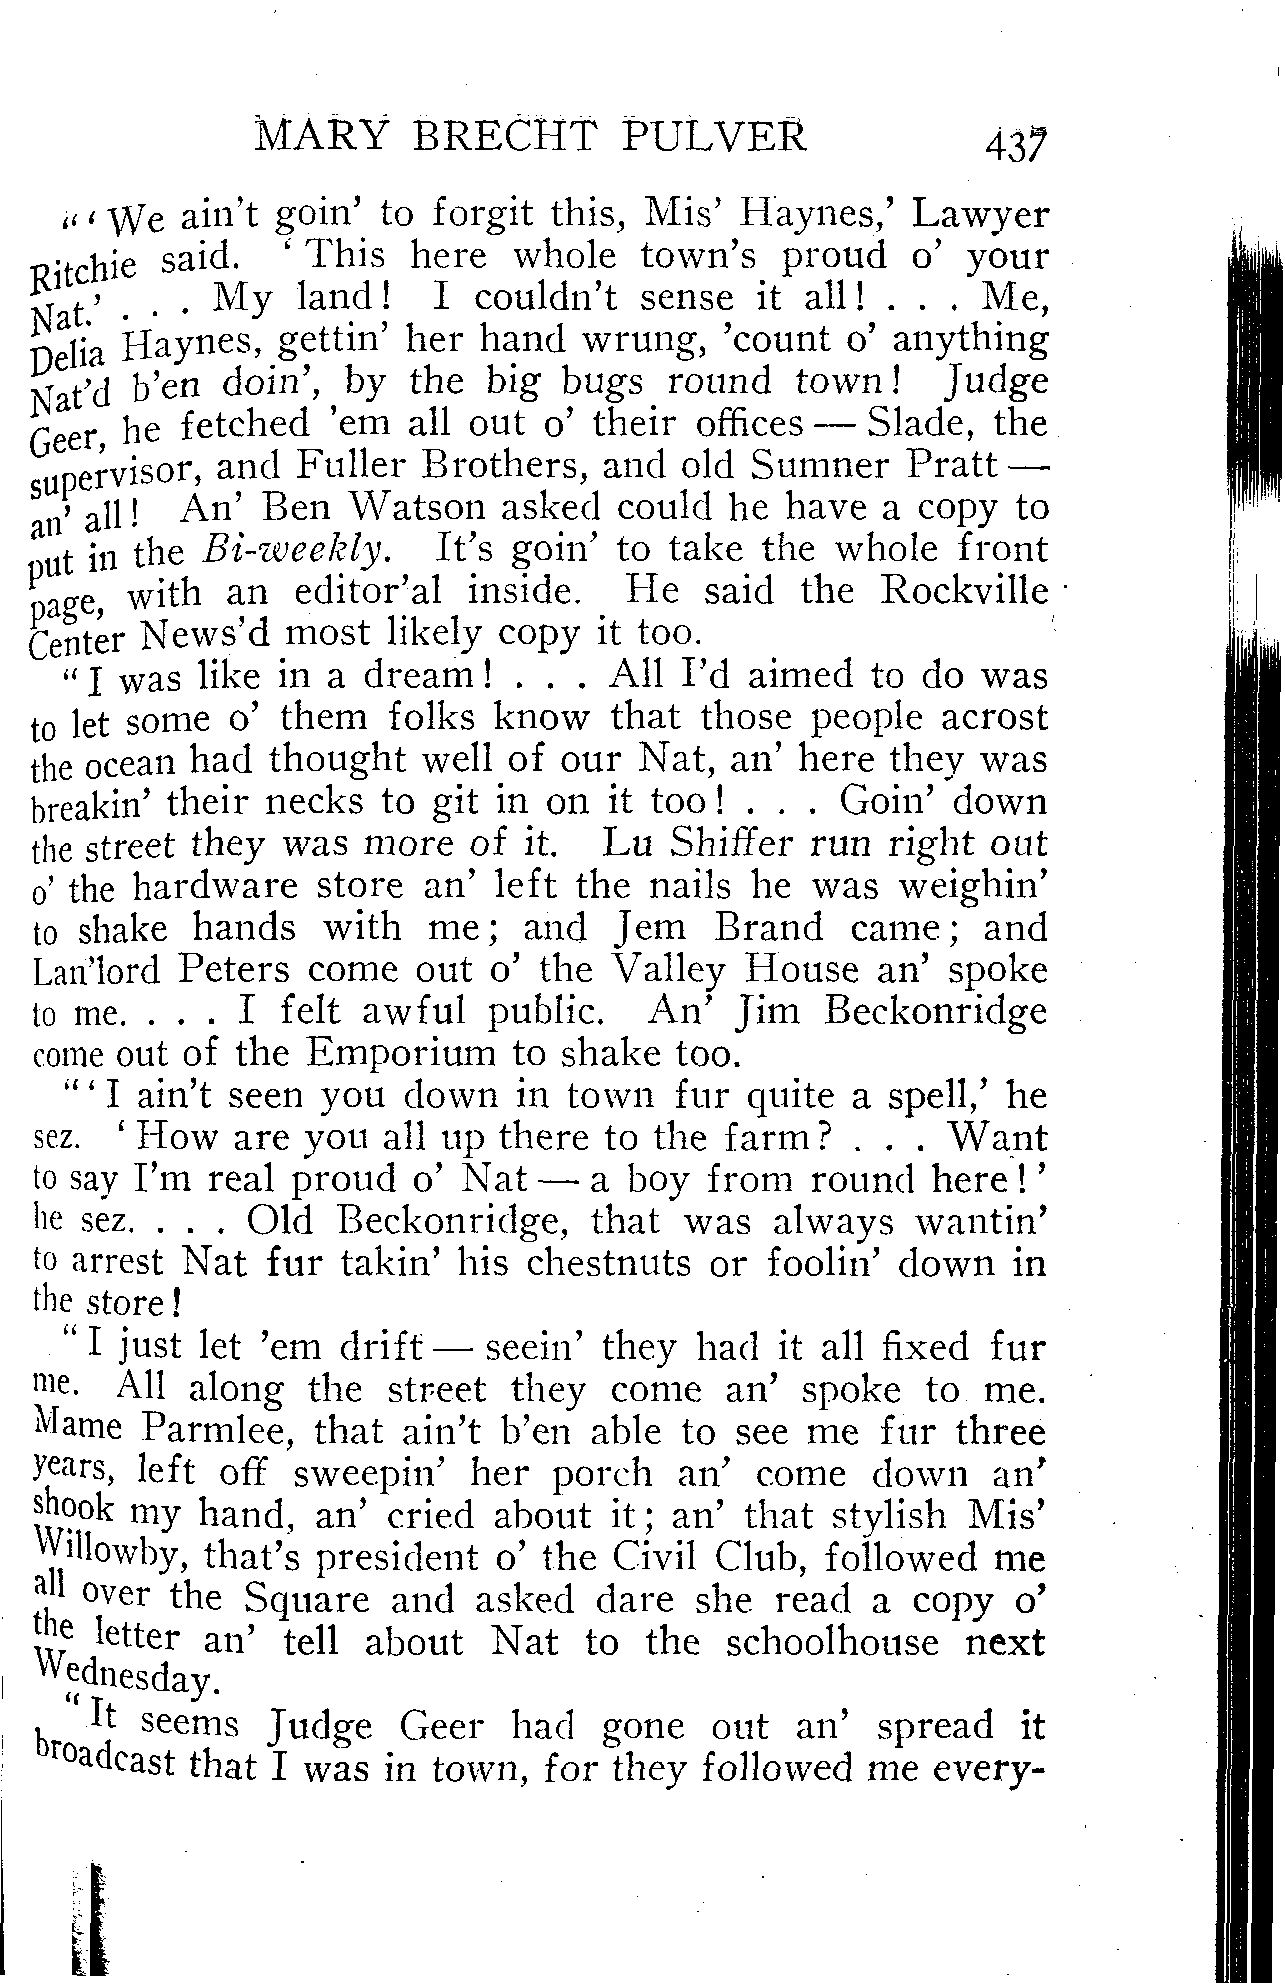 MARY BRECHT PULVER 437
"'We ain't goin' to forgit this, Mis' Haynes,' Lawyer
Ritchie said. 'This here whole town's proud o' your
Nat.' . . . My land! I couldn't sense it all! . . . Me,
Delia Haynes, gettin' her hand wrung, 'count o' anything
Nat'd b'en doin', by the big bugs round town! Judge
Geer, he fetched 'em all out o' their offices — Slade, the
supervisor, and Fuller Brothers, and old Sumner Pratt —
an' all! An' Ben Watson asked could he have a copy to
put in the Bi-weekly. It's goin' to take the whole front
page, with an editor'al inside. He said the Rockville
Center News'd most likely copy it too.
"I was like in a dream! . . . All I'd aimed to do was
to let some o' them folks know that those people acrost
the ocean had thought well of our Nat, an' here they was
breakin' their necks to git in on it too! . . . Goin' down
the street they was more of it. Lu Shiffer run right out
o' the hardware store an' left the nails he was weighin'
to shake hands with me; and Jem Brand came; and
Lan'lord Peters come out o' the Valley House an' spoke
to me. . . . I felt awful public. An' Jim Beckonridge
come out of the Emporium to shake too.
"'I ain't seen you down in town fur quite a spell,' he
sez. 'How are you all up there to the farm? . . . Want
to say I'm real proud o' Nat — a boy from round here!'
he sez. . . . Old Beckonridge, that was always wantin'
to arrest Nat fur takin' his chestnuts or foolin' down in
the store!
"I just let 'em drift — seein' they had it all fixed fur
me. All along the street they come an' spoke to me.
Mame Parmlee, that ain't b'en able to see me fur three
years, left off sweepin' her porch an' come down an'
shook my hand, an' cried about it; an' that stylish Mis'
Willowby, that's president o' the Civil Club, followed me
all over the Square and asked dare she read a copy o'
the letter an' tell about Nat to the schoolhouse next
Wednesday.
"It seems Judge Geer had gone out an' spread it
broadcast that I was in town, for they followed me every-